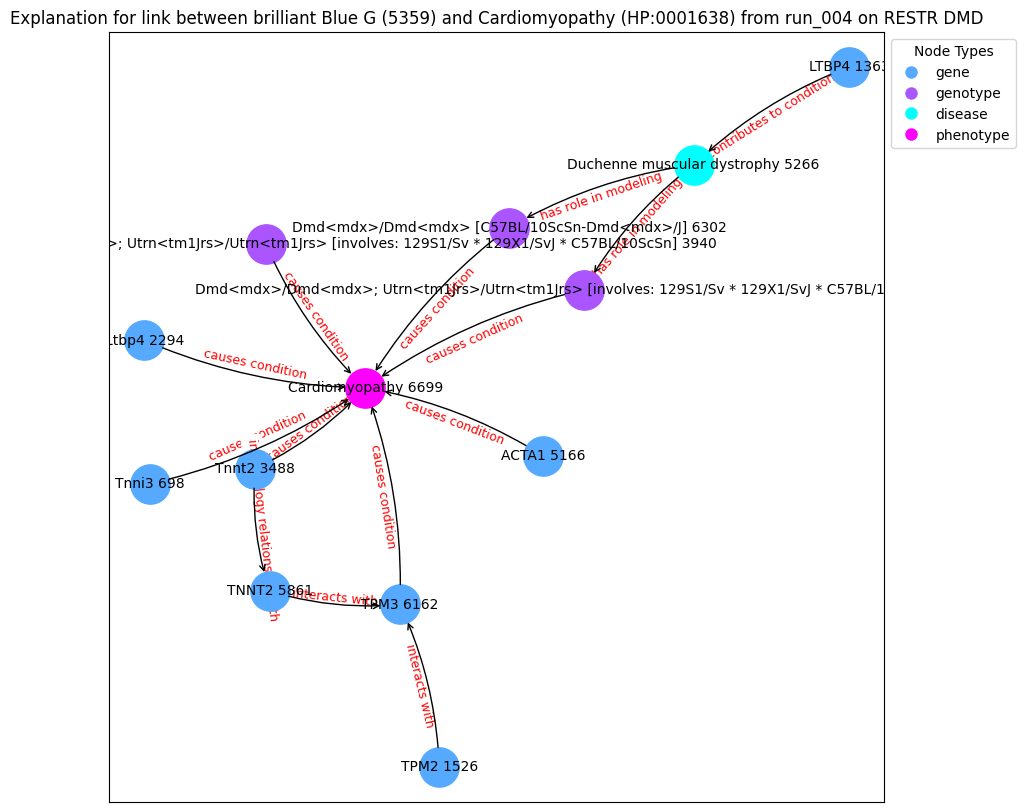 Explanation for link between brilliant Blue G (5359) and Cardiomyopathy (HP:0001638) from run_004 on RESTR DMD
Node Types
gene
genotype
disease
phenotype
LTBP4 1363
ontributes to condition
Duchenne muscular dystrophy 5266
has role in modeling
has role in modeling
Dmd<mdx>/Dmd<mdx> [C57BL/10ScSn-Dmd<mdx>/J] 6302
>; Utrn<tm1Jrs>/Utrn<tm1Jrs> [involves: 129S1/Sv * 129X1/SvJ * C57BL/10ScSn] 3940
Dmd<mdx>/Dmd<mdx>; Utrn<tm1Jrs>/Utrn<tm1Jrs> [involves: 129S1/Sv * 129X1/SvJ * C57BL/1
causes condition
causes condition
causes condition
Ltbp4 2294
causes condition
Cardiomyopathy 6699
causes condition
causes condition
causes condition
causes condition
ACTA1 5166
Tnnt2 3488
Tnni3 698
TNNT2 5861
interacts with
TPM3 6162
interacts with
TPM2 1526